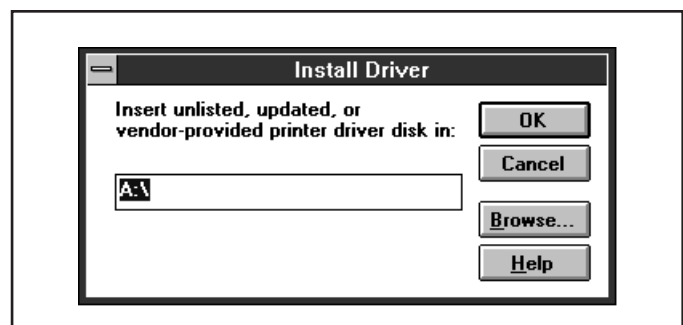 Install Driver
Insert unlisted, updated, or
vendor-provided printer driver disk in:
A:\
OK
Cancel
Browse...
Help